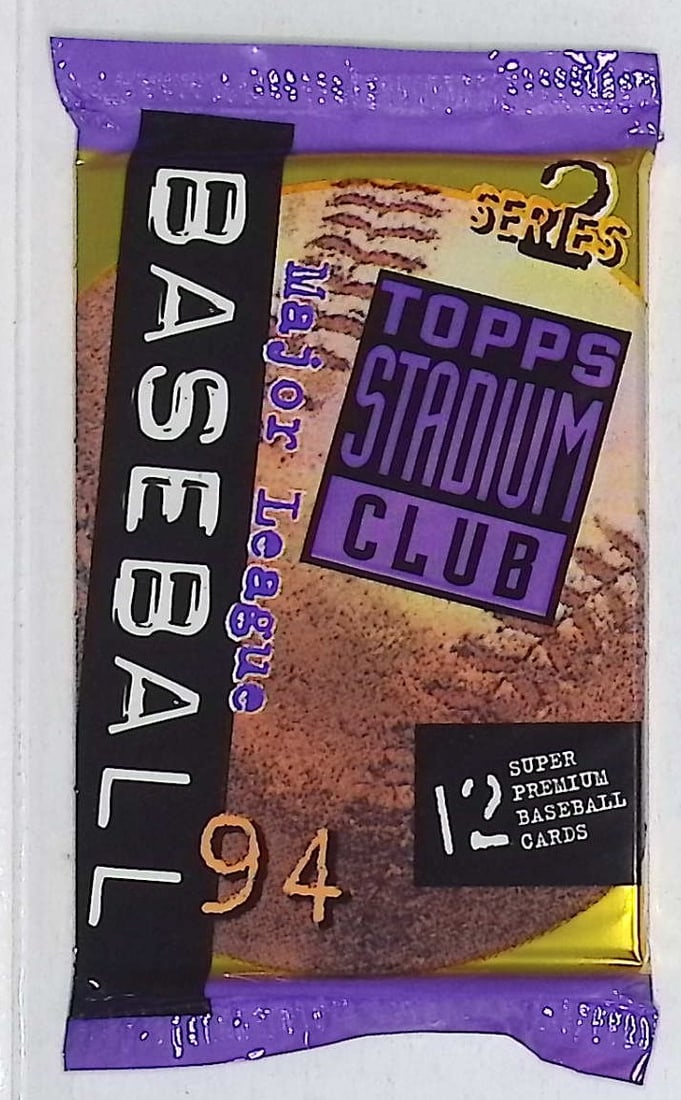 SERIES 2
TOPPS
STADIUM
CLUB
BASEBALL
Major League
94
12 SUPER
PREMIUM
BASEBALL
CARDS